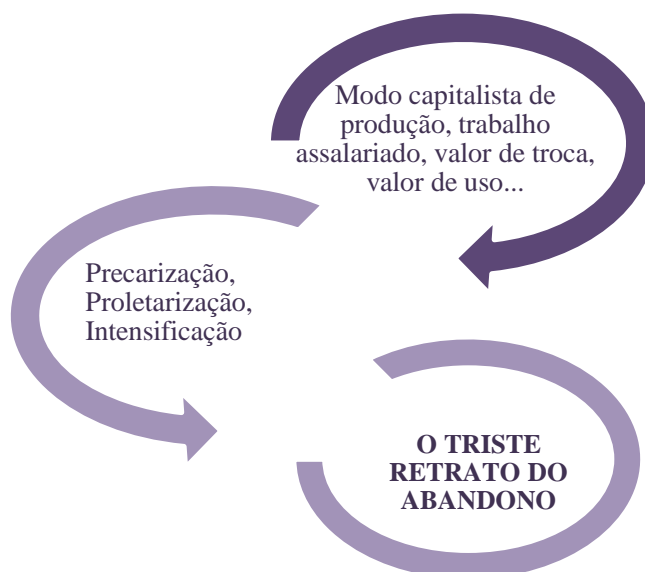 Modo capitalista de
produção, trabalho
assalariado, valor de troca,
valor de uso...
Precarização,
Proletarização,
Intensificação
O TRISTE
RETRATO DO
ABANDONO